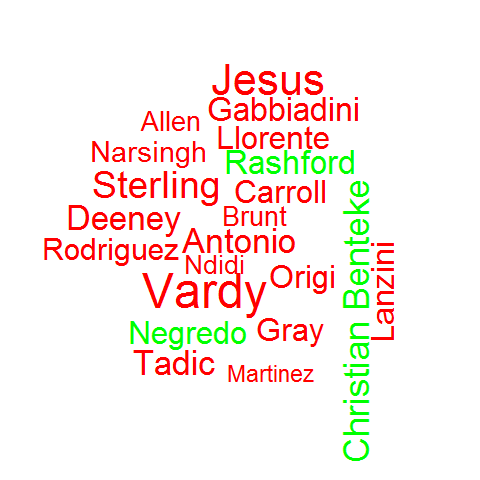 Jesus
Gabbiadini
Allen
Llorente
Narsingh
Rashford
Sterling
Carroll
Deeney
Brunt
Rodriguez
Antonio
Ndidi
Origi
Vardy
Negredo
Gray
Tadic
Martinez
Christian Benteke
Lanzini